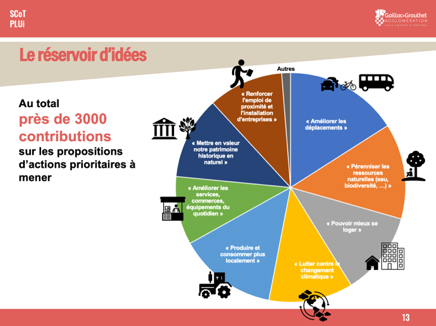 SCoT
PLUi
Gaillac-Graulhet
AGGLOMÉRATION
Le réservoir d'idées
Au total
près de 3000
contributions
sur les propositions
d'actions prioritaires à
mener
Autres
« Améliorer les
déplacements »
« Pérenniser les
ressources
naturelles (eau,
biodiversité, ...) »
« Pouvoir mieux se
loger »
« Lutter contre le
changement
climatique »
« Produire et
consommer plus
localement »
« Améliorer les
services,
commerces,
équipements du
quotidien »
« Mettre en valeur
notre patrimoine
historique en
naturel »
« Renforcer
l'emploi de
proximité et
l'installation
d'entreprises »
13